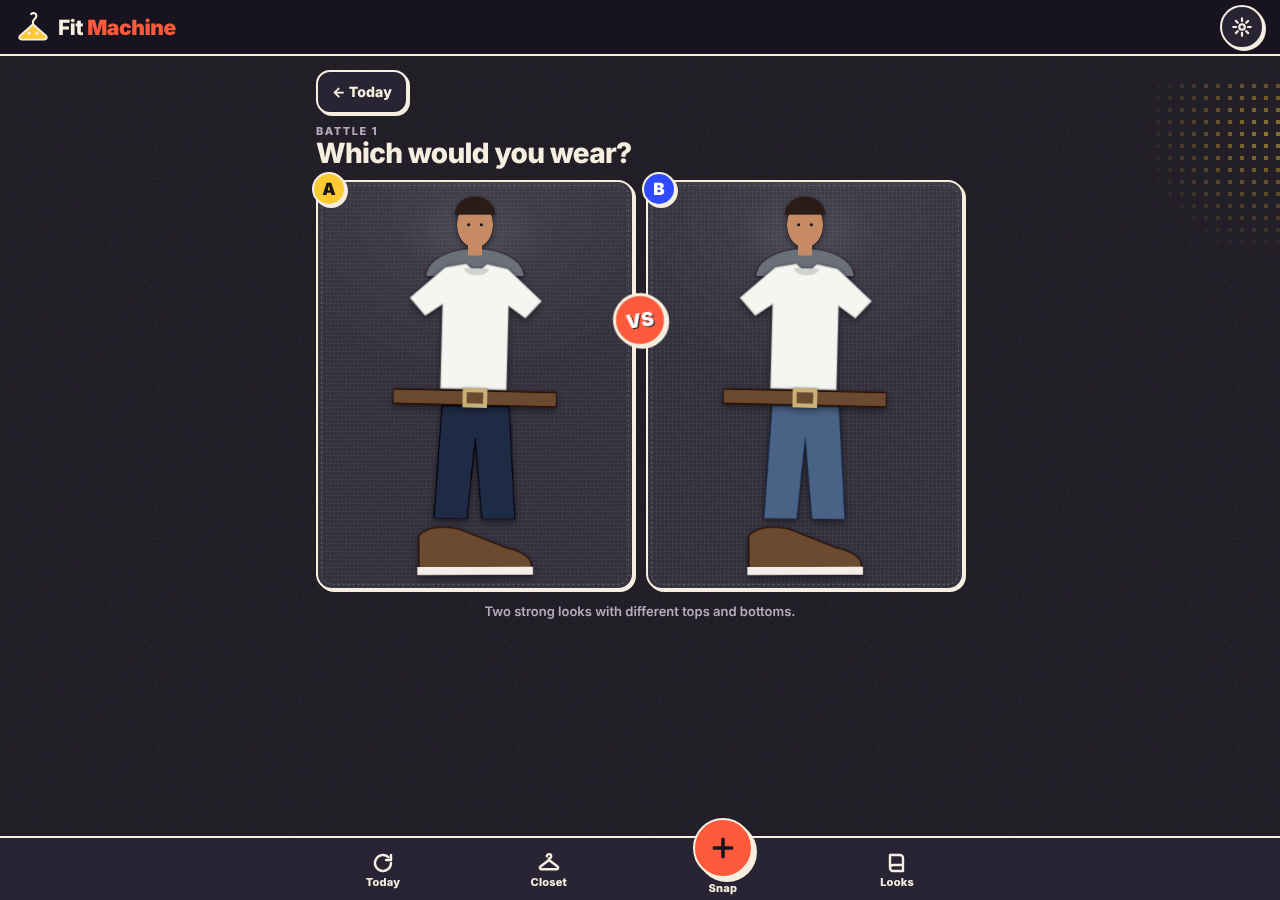 Fit Machine
← Today
BATTLE 1
Which would you wear?
A
B
VS
Two strong looks with different tops and bottoms.
Today
Closet
Snap
Looks